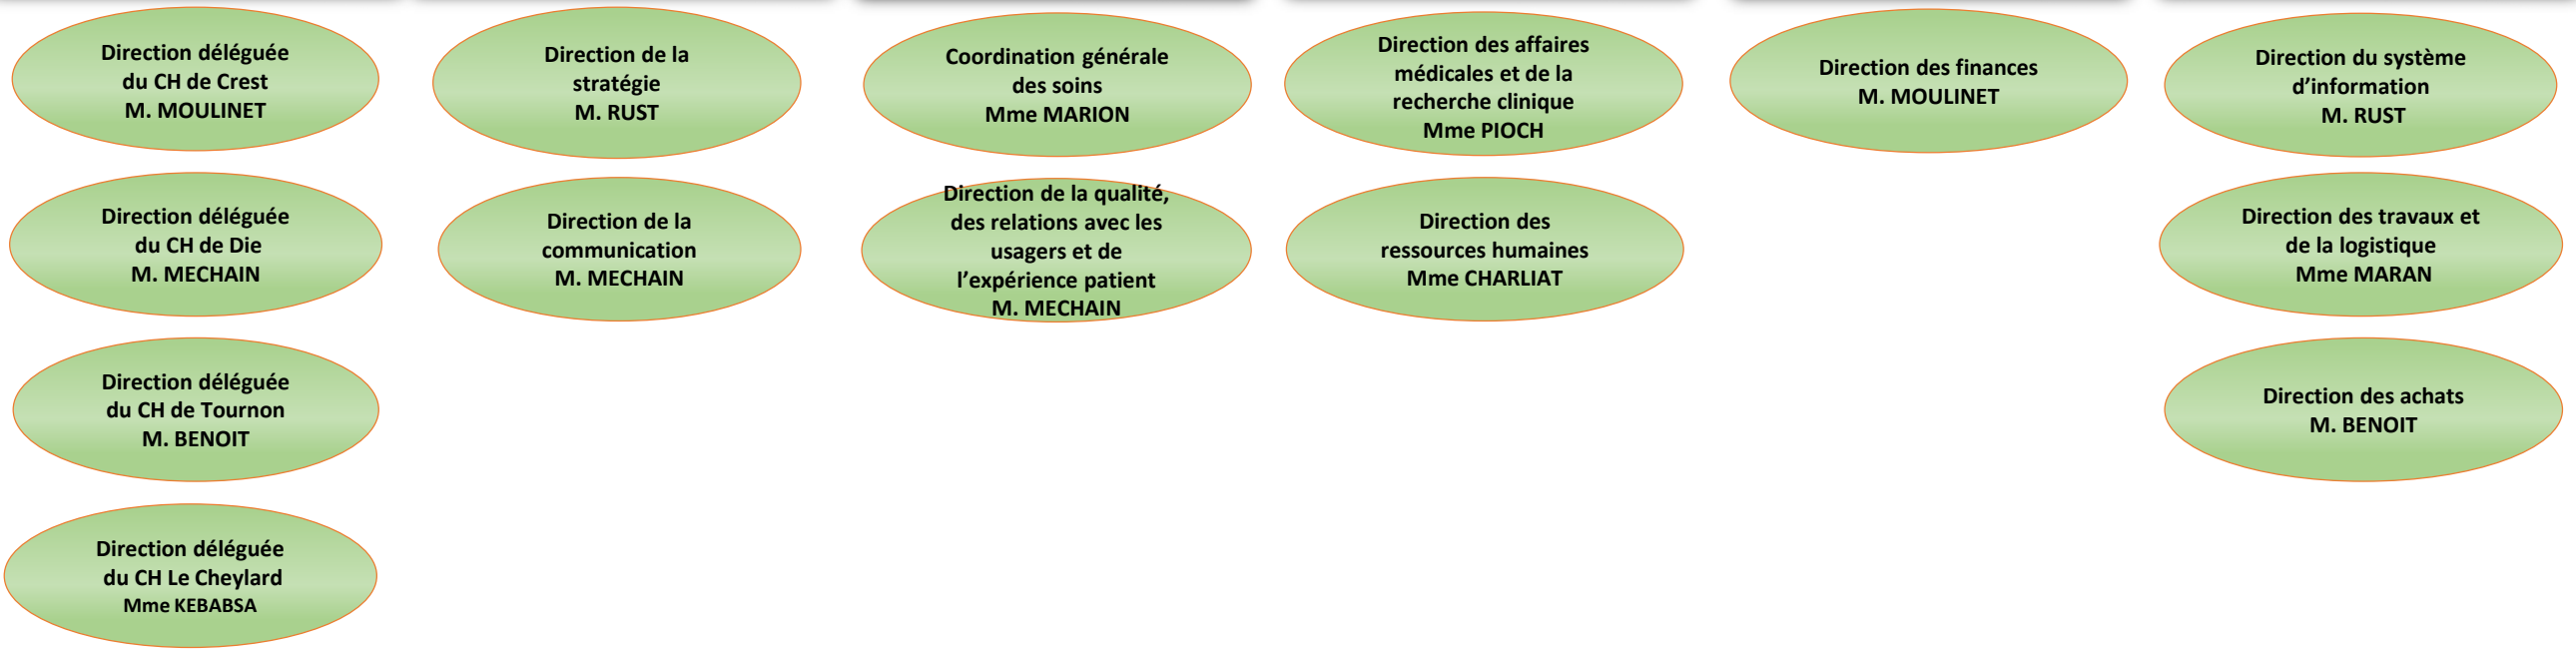 Direction déléguée
du CH de Crest
M. MOULINET
Direction déléguée
du CH de Die
M. MECHAIN
Direction déléguée
du CH de Tournon
M. BENOIT
Direction déléguée
du CH Le Cheylard
Mme KEBABSA
Direction de la
stratégie
M. RUST
Direction de la
communication
M. MECHAIN
Coordination générale
des soins
Mme MARION
Direction de la qualité,
des relations avec les
usagers et de
l’expérience patient
M. MECHAIN
Direction des affaires
médicales et de la
recherche clinique
Mme PIOCH
Direction des
ressources humaines
Mme CHARLIAT
Direction des finances
M. MOULINET
Direction du système
d’information
M. RUST
Direction des travaux et
de la logistique
Mme MARAN
Direction des achats
M. BENOIT